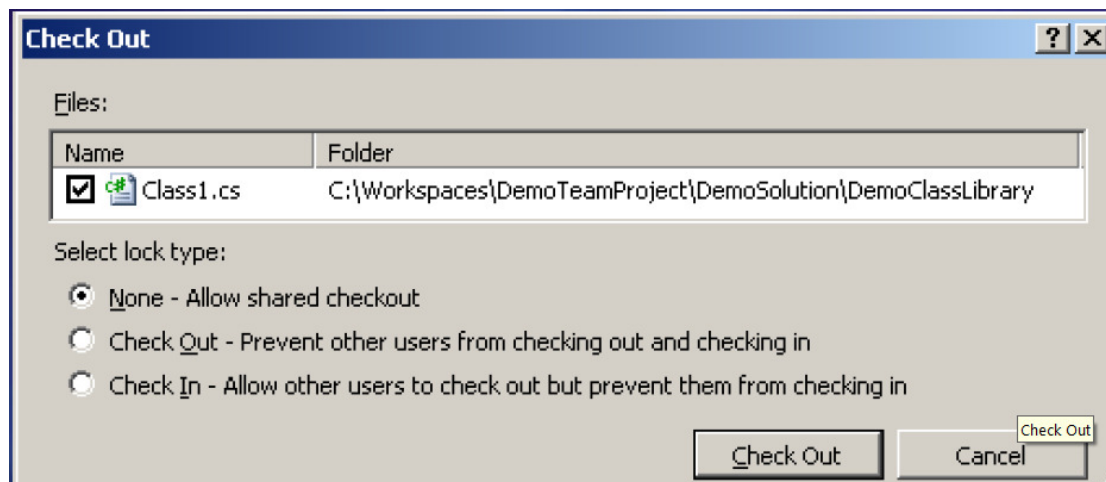 Check Out
Files:
Name Folder
Class1.cs C:\Workspaces\DemoTeamProject\DemoSolution\DemoClassLibrary
Select lock type:
None - Allow shared checkout
Check Out - Prevent other users from checking out and checking in
Check In - Allow other users to check out but prevent them from checking in
Check Out
Check Out Cancel